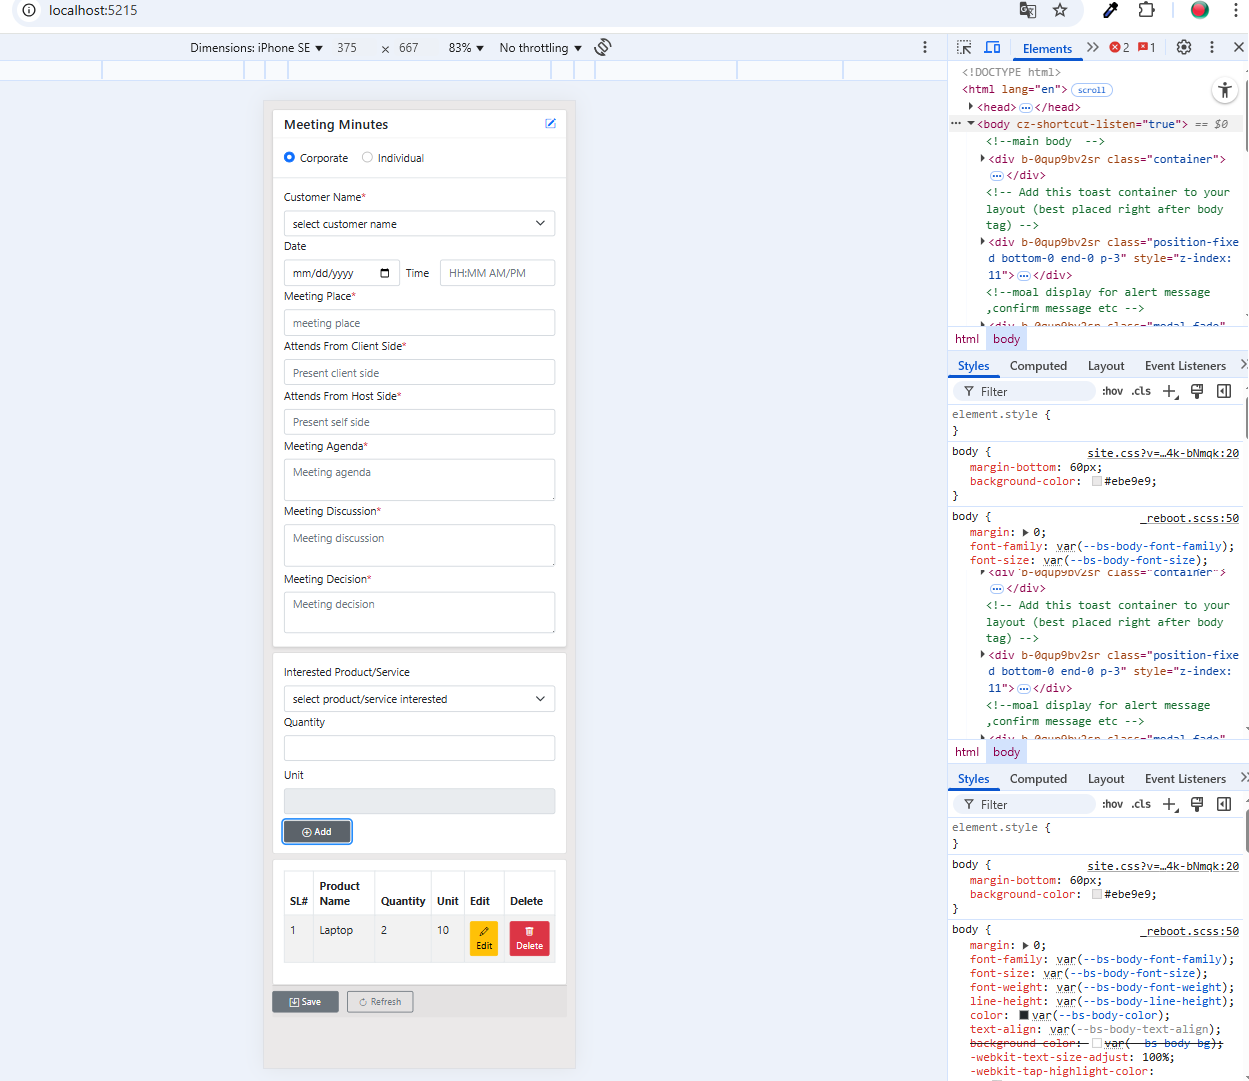 localhost:5215
Dimensions: iPhone SE ▼ 375 × 667 83% ▼ No throttling ▼
Elements 2 1
Meeting Minutes
Corporate Individual
Customer Name*
select customer name
Date
mm/dd/yyyy Time HH:MM AM/PM
Meeting Place*
meeting place
Attends From Client Side*
Present client side
Attends From Host Side*
Present self side
Meeting Agenda*
Meeting agenda
Meeting Discussion*
Meeting discussion
Meeting Decision*
Meeting decision
Interested Product/Service
select product/service interested
Quantity
Unit
Add
SL# Product Name Quantity Unit Edit Delete
1 Laptop 2 10 Edit Delete
Save Refresh
<!DOCTYPE html>
<html lang="en"> scroll
<head> ⋯ </head>
⋯ <body cz-shortcut-listen="true"> == $0
<!--main body -->
<div b-0qup9bv2sr class="container">
⋯ </div>
<!-- Add this toast container to your
layout (best placed right after body
tag) -->
<div b-0qup9bv2sr class="position-fixe
d bottom-0 end-0 p-3" style="z-index:
11"> ⋯ </div>
<!--moal display for alert message
,confirm message etc -->
<div b-0qup9bv2sr class="modal fade"
html body
Styles Computed Layout Event Listeners
Filter :hov .cls
element.style {
}
body { site.css?v=…4k-bNmqk:20
margin-bottom: 60px;
background-color: #ebe9e9;
}
body { _reboot.scss:50
margin: 0;
font-family: var(--bs-body-font-family);
font-size: var(--bs-body-font-size);
<div b-0qup9bv2sr class="container">
⋯ </div>
<!-- Add this toast container to your
layout (best placed right after body
tag) -->
<div b-0qup9bv2sr class="position-fixe
d bottom-0 end-0 p-3" style="z-index:
11"> ⋯ </div>
<!--moal display for alert message
,confirm message etc -->
<div b-0qup9bv2sr class="modal fade"
html body
Styles Computed Layout Event Listeners
Filter :hov .cls
element.style {
}
body { site.css?v=…4k-bNmqk:20
margin-bottom: 60px;
background-color: #ebe9e9;
}
body { _reboot.scss:50
margin: 0;
font-family: var(--bs-body-font-family);
font-size: var(--bs-body-font-size);
font-weight: var(--bs-body-font-weight);
line-height: var(--bs-body-line-height);
color: var(--bs-body-color);
text-align: var(--bs-body-text-align);
background-color: var(--bs-body-bg);
-webkit-text-size-adjust: 100%;
-webkit-tap-highlight-color: